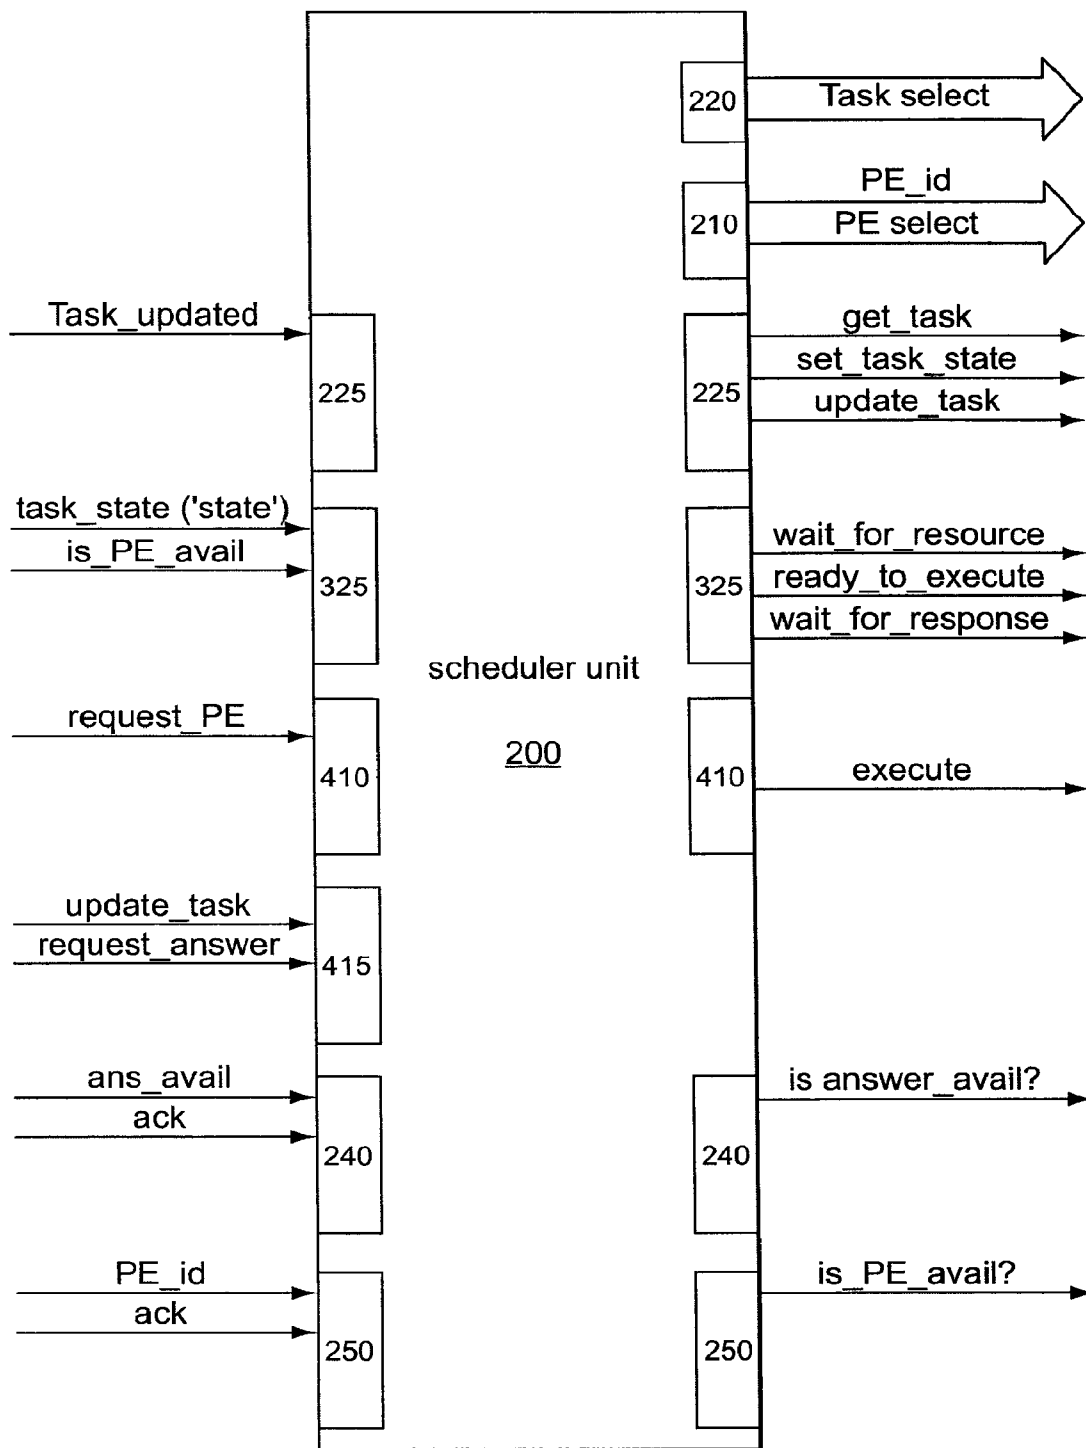 220
Task select
PE_id
210
PE select
Task_updated
get_task
set_task_state
225
225
update_task
task_state ('state')
is_PE_avail
wait_for_resource
325
325
ready_to_execute
wait_for_response
scheduler unit
request_PE
200
410
410
execute
update_task
request_answer
415
ans_avail
is answer_avail?
ack
240
240
PE_id
is_PE_avail?
ack
250
250